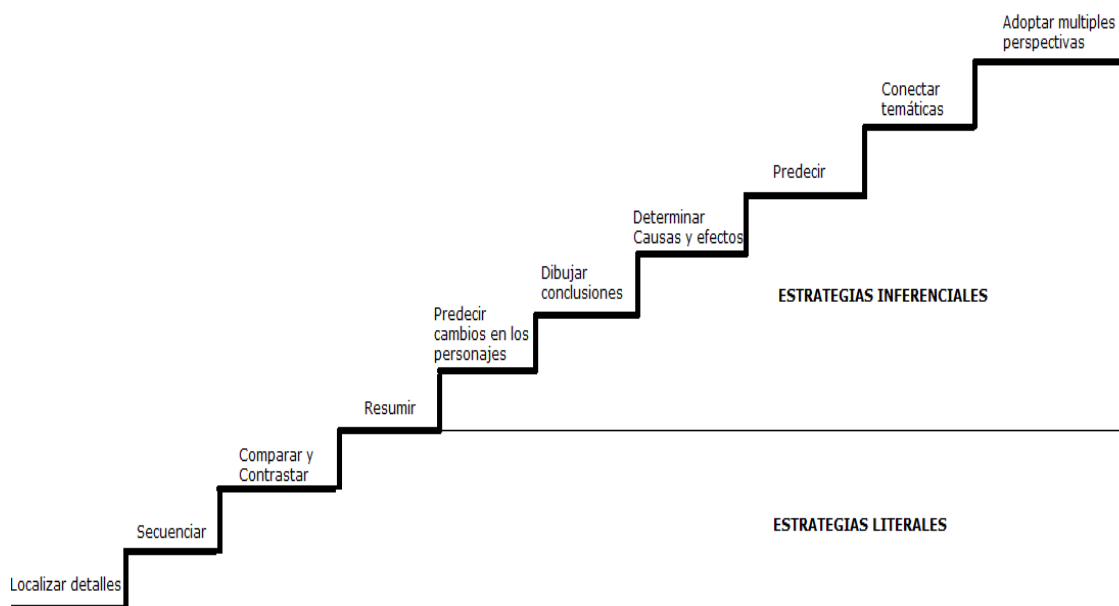 Adoptar multiples
perspectivas
Conectar
temáticas
Predecir
Determinar
Causas y efectos
Dibujar
conclusiones
ESTRATEGIAS INFERENCIALES
Predecir
cambios en los
personajes
Resumir
Comparar y
Contrastar
ESTRATEGIAS LITERALES
Secuenciar
Localizar detalles